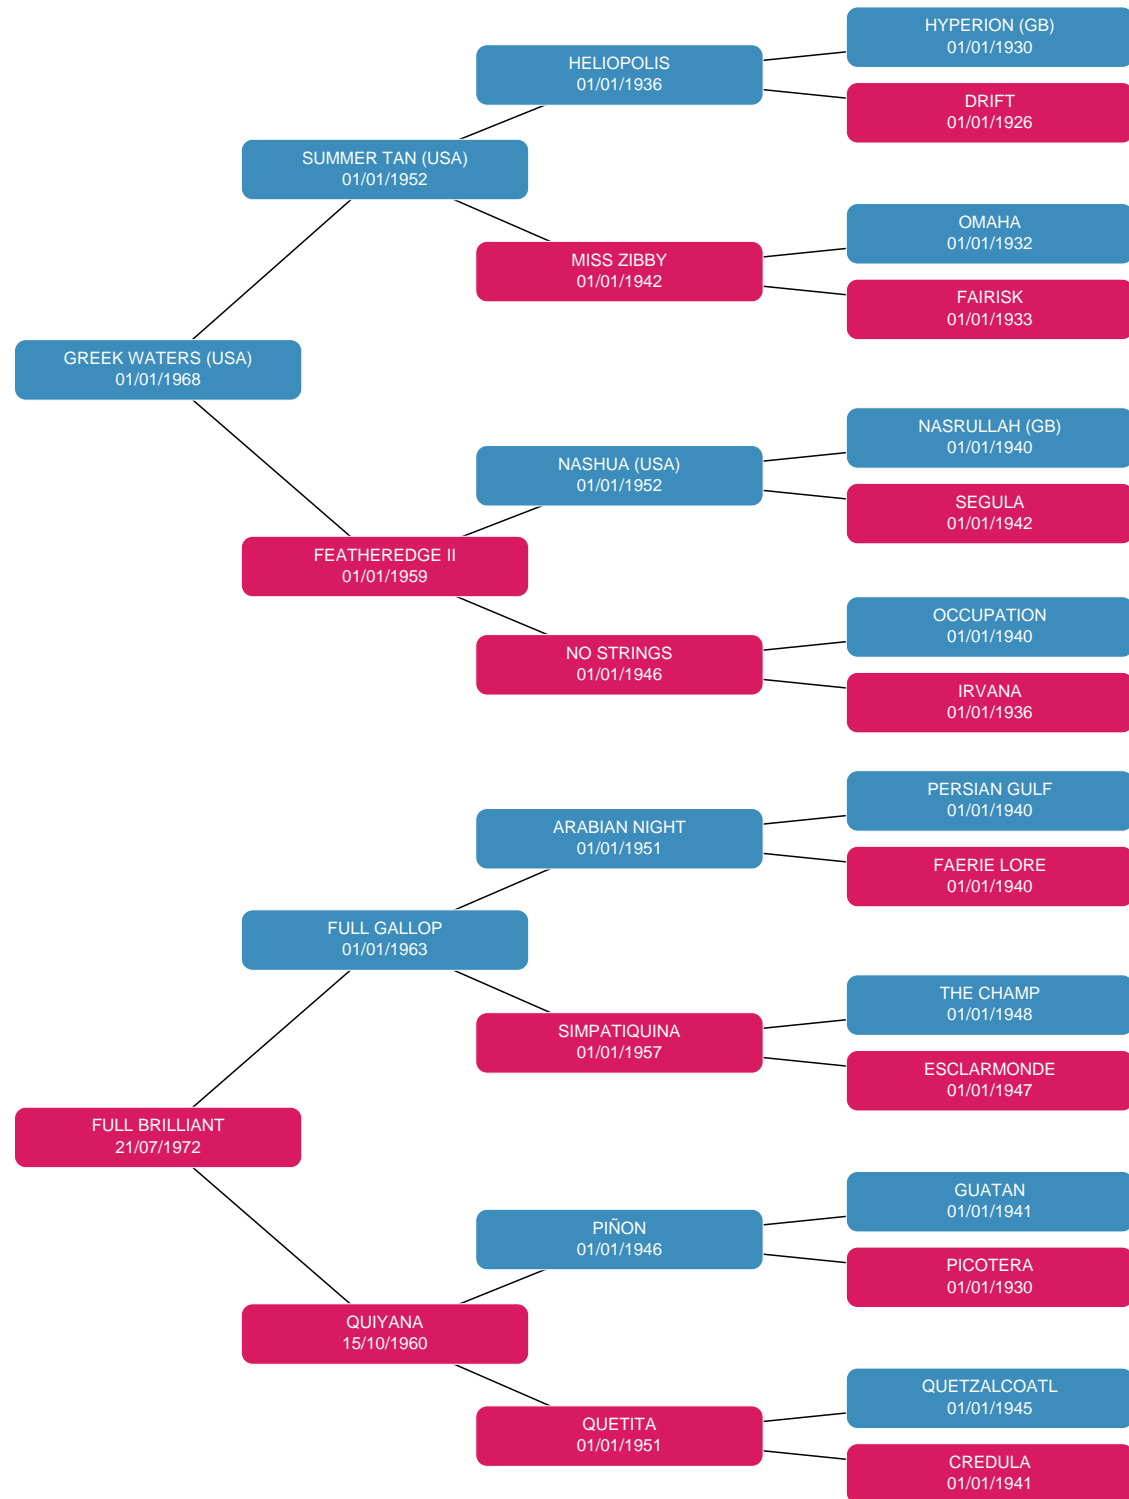 HYPERION (GB)
01/01/1930
HELIOPOLIS
01/01/1936
DRIFT
01/01/1926
SUMMER TAN (USA)
01/01/1952
OMAHA
01/01/1932
MISS ZIBBY
01/01/1942
FAIRISK
01/01/1933
GREEK WATERS (USA)
01/01/1968
NASRULLAH (GB)
01/01/1940
NASHUA (USA)
01/01/1952
SEGULA
01/01/1942
FEATHEREDGE II
01/01/1959
OCCUPATION
01/01/1940
NO STRINGS
01/01/1946
IRVANA
01/01/1936
PERSIAN GULF
01/01/1940
ARABIAN NIGHT
01/01/1951
FAERIE LORE
01/01/1940
FULL GALLOP
01/01/1963
THE CHAMP
01/01/1948
SIMPATIQUINA
01/01/1957
ESCLARMONDE
01/01/1947
FULL BRILLIANT
21/07/1972
GUATAN
01/01/1941
PIÑON
01/01/1946
PICOTERA
01/01/1930
QUIYANA
15/10/1960
QUETZALCOATL
01/01/1945
QUETITA
01/01/1951
CREDULA
01/01/1941